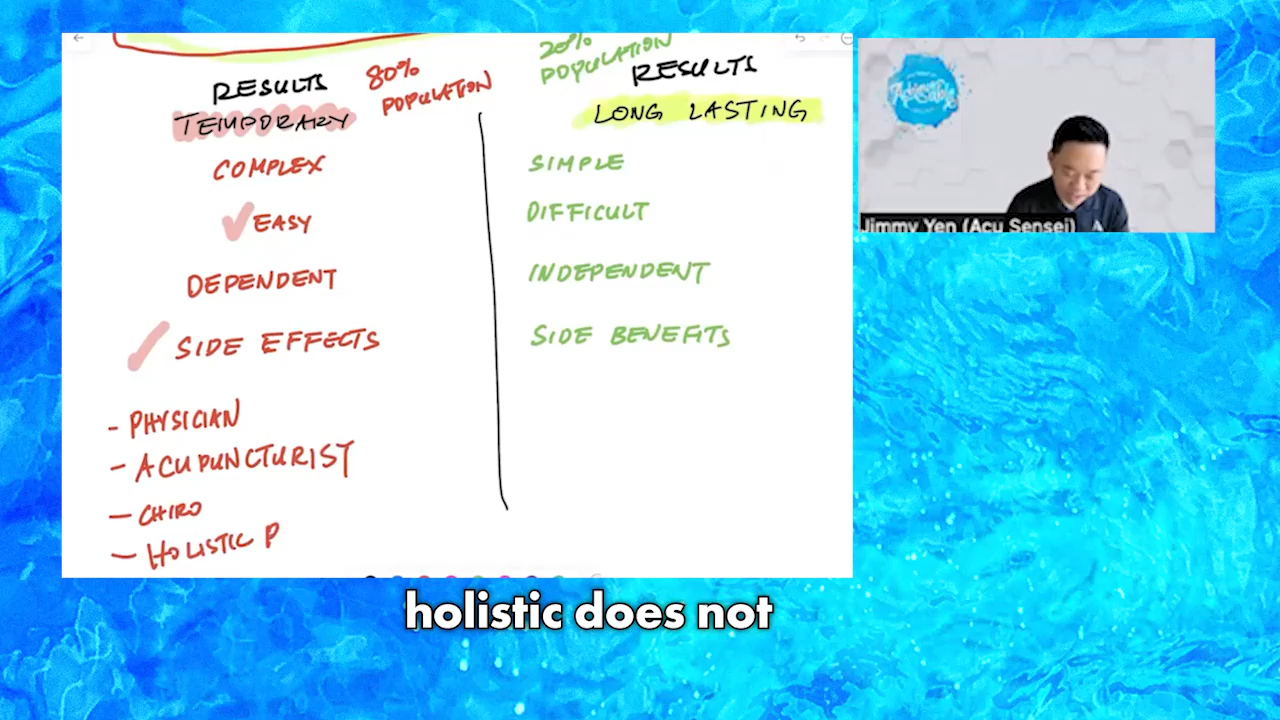 RESULTS
80%
POPULATION
TEMPORARY
COMPLEX
EASY
DEPENDENT
SIDE EFFECTS
- PHYSICIAN
- ACUPUNCTURIST
- CHIRO
- HOLISTIC P
20%
POPULATION
RESULTS
LONG LASTING
SIMPLE
DIFFICULT
INDEPENDENT
SIDE BENEFITS
Jimmy Yen (Acu Sensei)
holistic does not